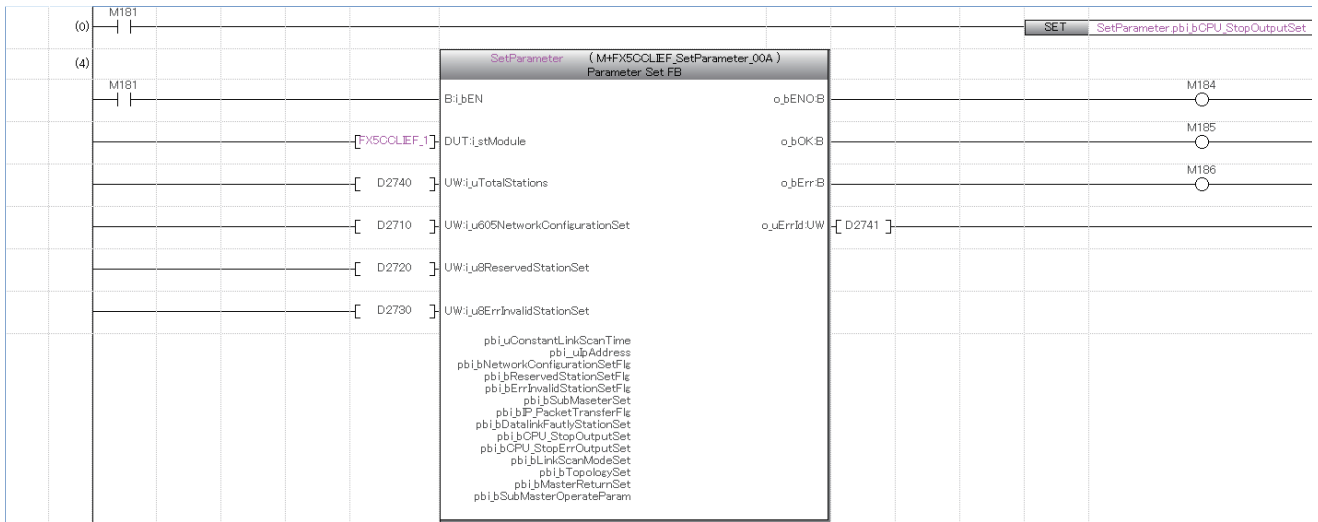 M181
(0) SET SetParameter.pbi_bCPU_StopOutputSet
(4) SetParameter (M+FX5CCLIEF_SetParameter_00A)
Parameter Set FB
M181 M184
B:i_bEN o_bENO:B
M185
FX5CCLIEF_1 DUT:i_stModule o_bOK:B
M186
D2740 UW:i_uTotalStations o_bErr:B
D2710 UW:i_u605NetworkConfigurationSet o_uErrId:UW D2741
D2720 UW:i_u8ReservedStationSet
D2730 UW:i_u8ErrInvalidStationSet
pbi_uConstantLinkScanTime
pbi_uIpAddress
pbi_bNetworkConfigurationSetFlg
pbi_bReservedStationSetFlg
pbi_bErrInvalidStationSetFlg
pbi_bSubMaseterSet
pbi_bIP_PacketTransferFlg
pbi_bDatalinkFautlyStationSet
pbi_bCPU_StopOutputSet
pbi_bCPU_StopErrOutputSet
pbi_bLinkScanModeSet
pbi_bTopologySet
pbi_bMasterReturnSet
pbi_bSubMasterOperateParam